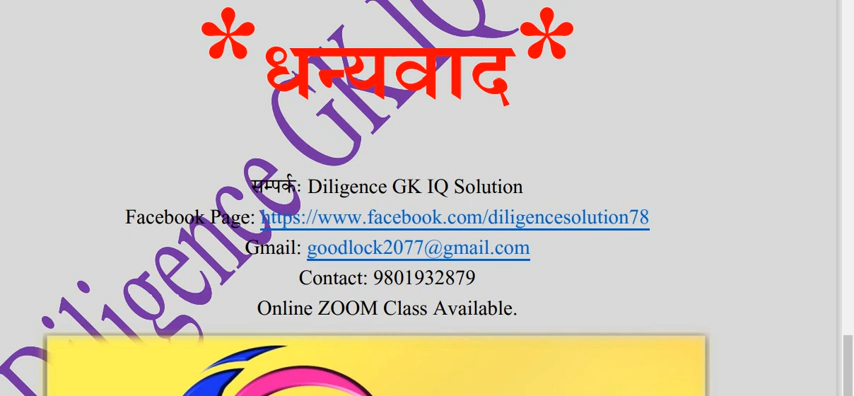 *धन्यवाद*
सम्पर्क: Diligence GK IQ Solution
Facebook Page: https://www.facebook.com/diligencesolution78
Gmail: goodlock2077@gmail.com
Contact: 9801932879
Online ZOOM Class Available.
Diligence GK IQ